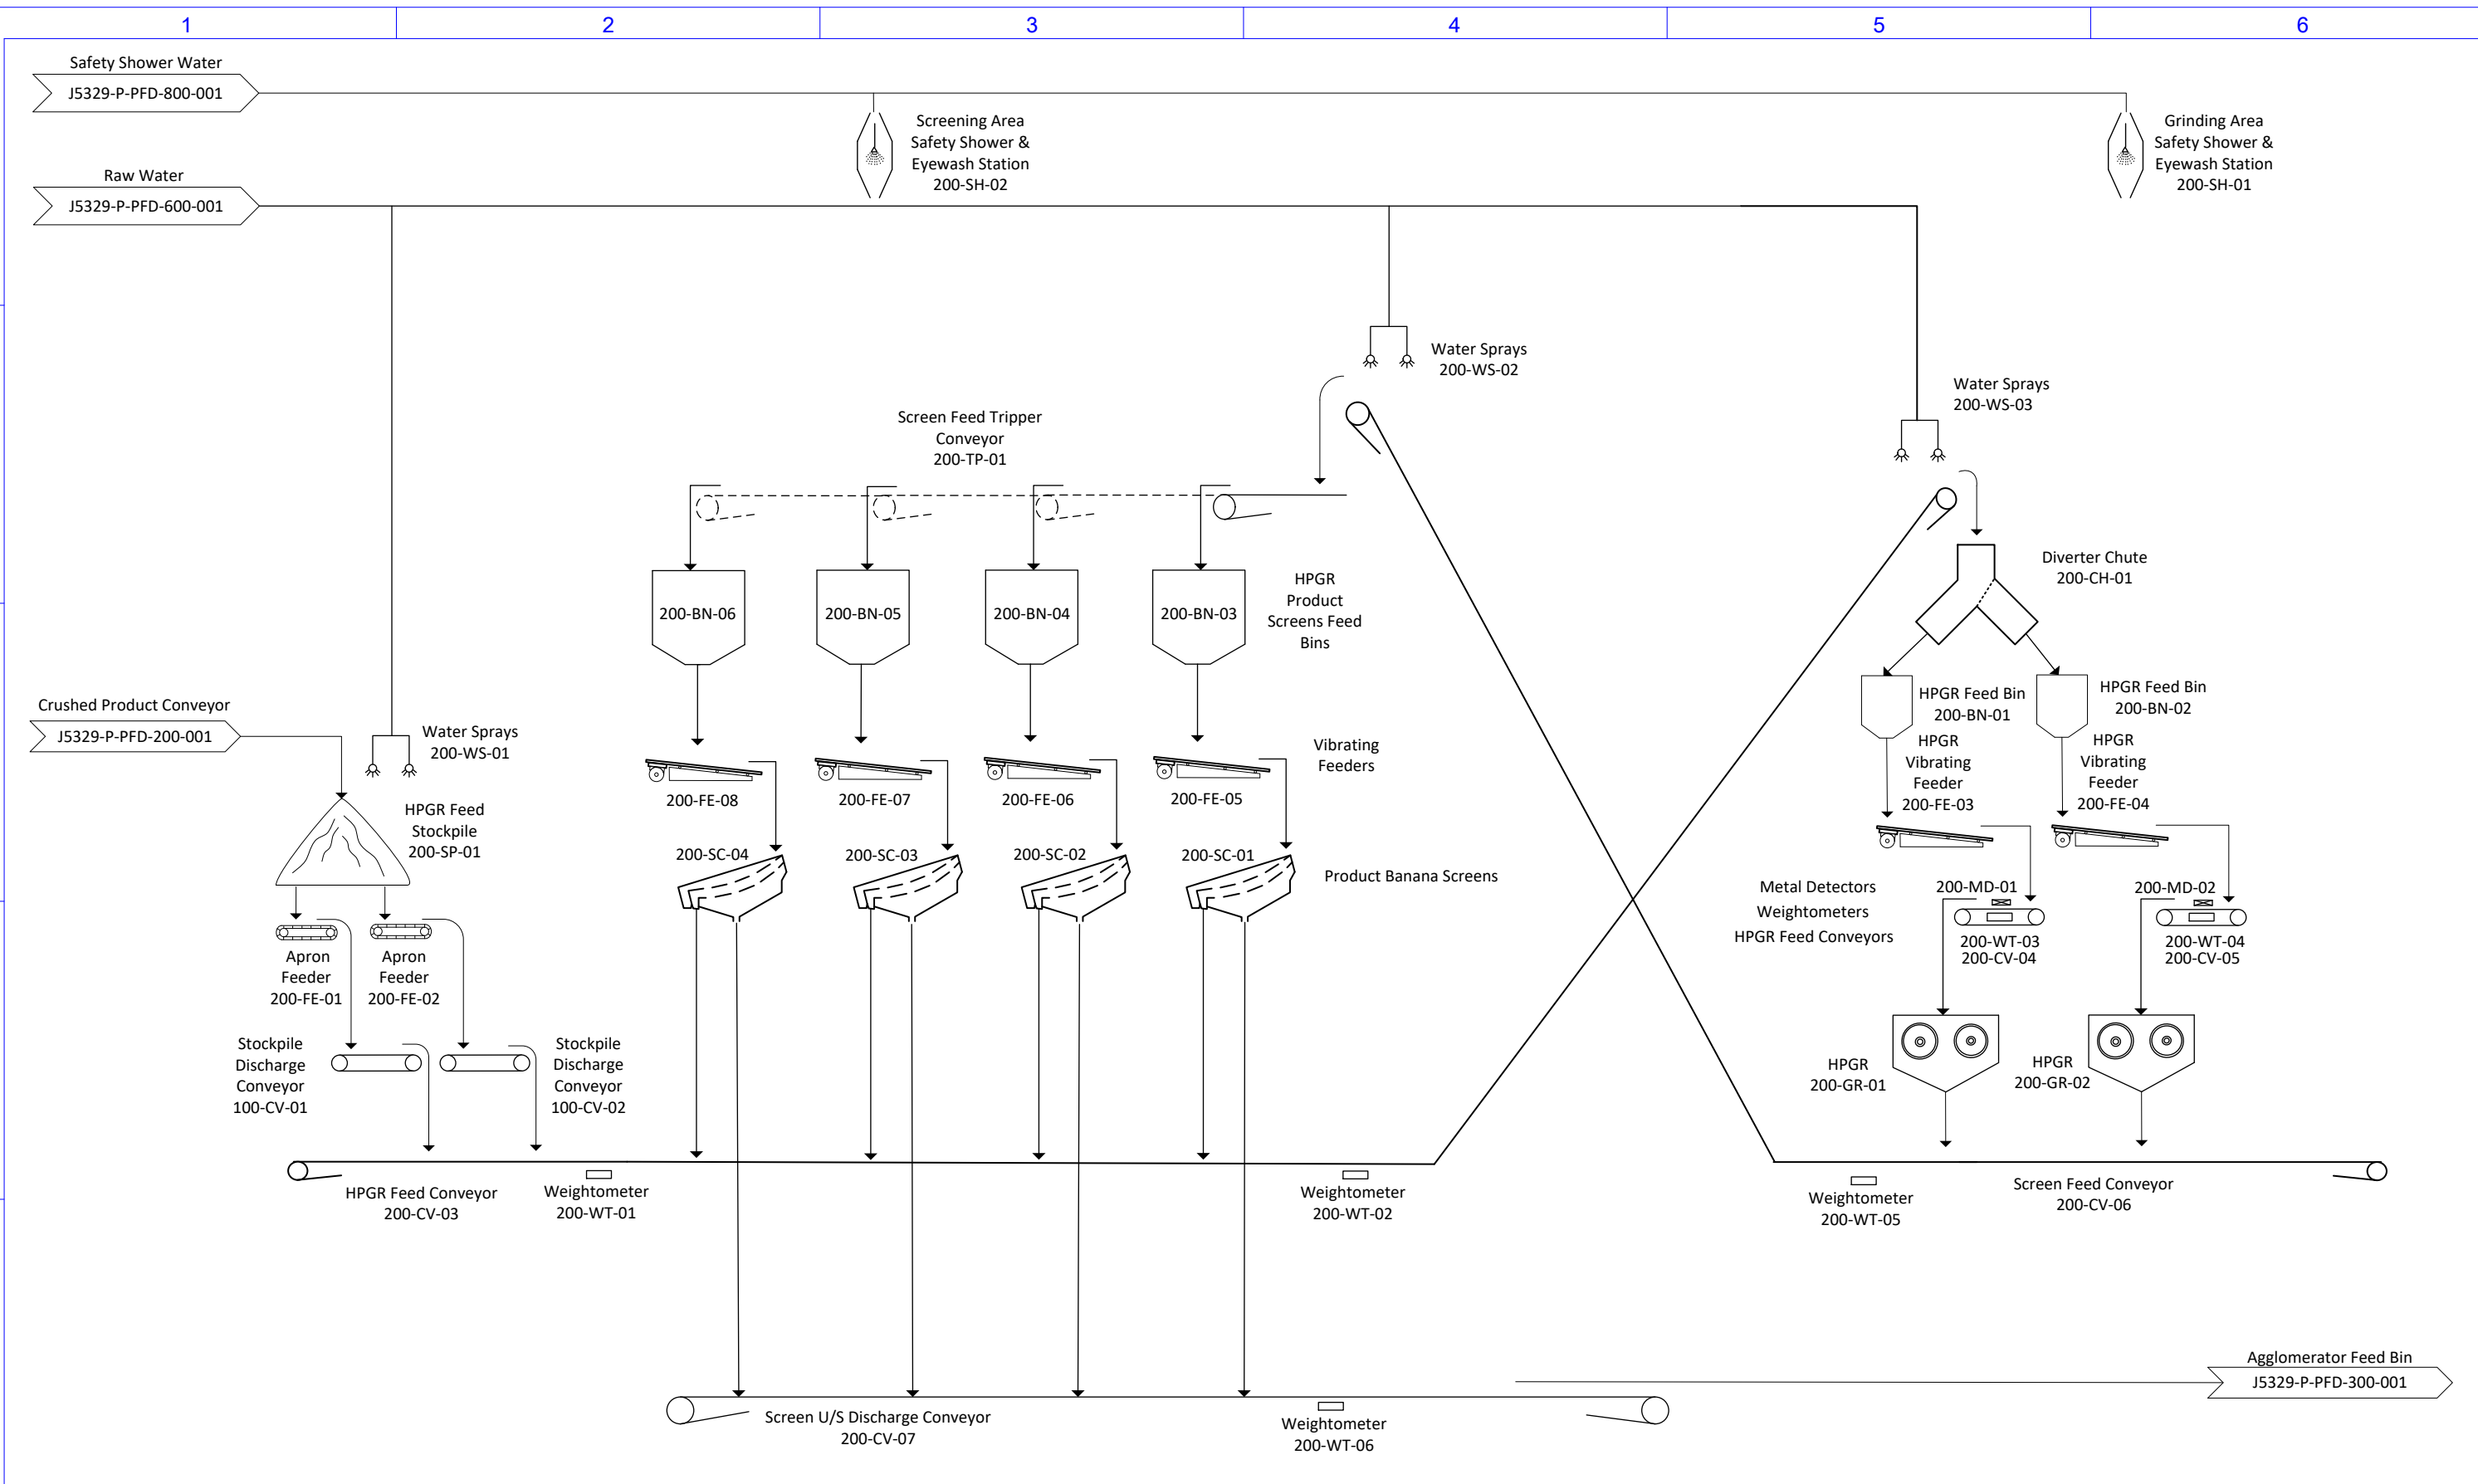 1
2
3
4
5
6
Safety Shower Water
J5329-P-PFD-800-001
Screening Area
Safety Shower &
Eyewash Station
200-SH-02
Grinding Area
Safety Shower &
Eyewash Station
200-SH-01
Raw Water
J5329-P-PFD-600-001
Water Sprays
200-WS-02
Water Sprays
200-WS-03
Screen Feed Tripper
Conveyor
200-TP-01
Diverter Chute
200-CH-01
200-BN-06
200-BN-05
200-BN-04
200-BN-03
HPGR
Product
Screens Feed
Bins
HPGR Feed Bin
200-BN-01
HPGR Feed Bin
200-BN-02
Crushed Product Conveyor
J5329-P-PFD-200-001
Water Sprays
200-WS-01
Vibrating
Feeders
HPGR
Vibrating
Feeder
200-FE-03
HPGR
Vibrating
Feeder
200-FE-04
200-FE-08
200-FE-07
200-FE-06
200-FE-05
HPGR Feed
Stockpile
200-SP-01
200-SC-04
200-SC-03
200-SC-02
200-SC-01
Product Banana Screens
Metal Detectors
Weightometers
HPGR Feed Conveyors
200-MD-01
200-WT-03
200-CV-04
200-MD-02
200-WT-04
200-CV-05
Apron
Feeder
200-FE-01
Apron
Feeder
200-FE-02
Stockpile
Discharge
Conveyor
100-CV-01
Stockpile
Discharge
Conveyor
100-CV-02
HPGR
200-GR-01
HPGR
200-GR-02
HPGR Feed Conveyor
200-CV-03
Weightometer
200-WT-01
Weightometer
200-WT-02
Weightometer
200-WT-05
Screen Feed Conveyor
200-CV-06
Agglomerator Feed Bin
J5329-P-PFD-300-001
Screen U/S Discharge Conveyor
200-CV-07
Weightometer
200-WT-06